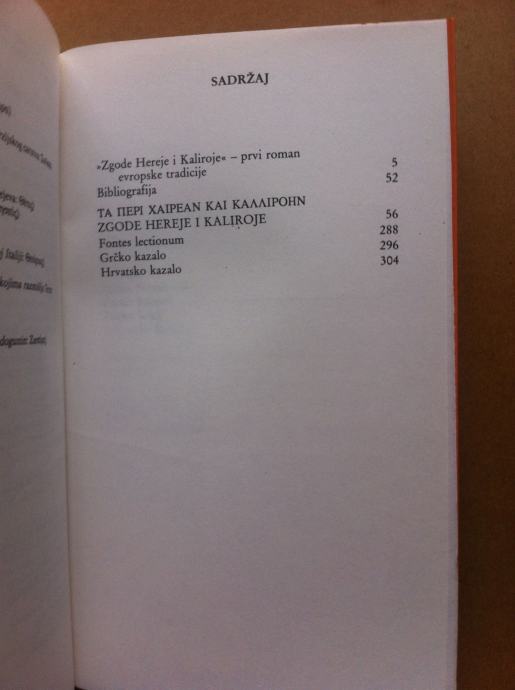 SADRŽAJ
»Zgode Hereje i Kaliroje« – prvi roman
evropske tradicije 5
Bibliografija 52
ΤΑ ΠΕΡΙ ΧΑΙΡΕΑΝ ΚΑΙ ΚΑΛΛΙΡΟΗΝ
ZGODE HEREJE I KALIROJE 56
Fontes lectionum 288
Grčko kazalo 296
Hrvatsko kazalo 304